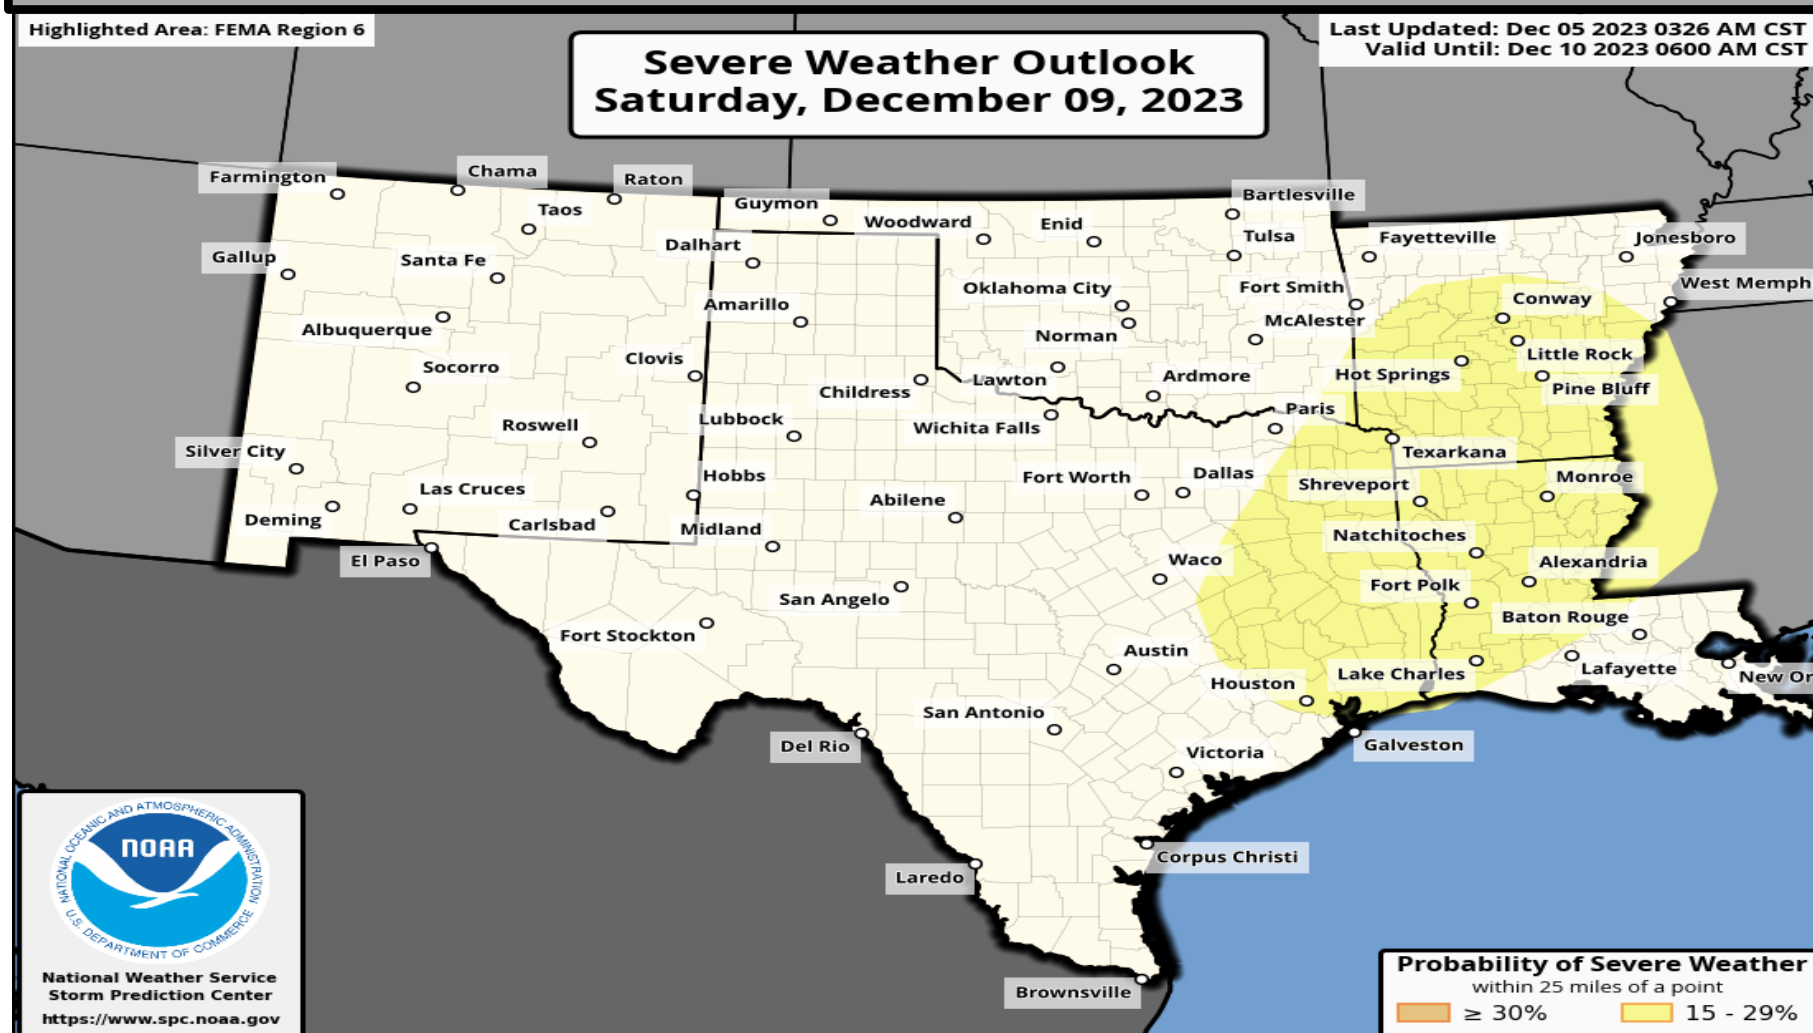 Highlighted Area: FEMA Region 6
Last Updated: Dec 05 2023 0326 AM CST
Valid Until: Dec 10 2023 0600 AM CST
Severe Weather Outlook
Saturday, December 09, 2023
Farmington
Chama
Raton
Taos
Guymon
Woodward
Enid
Bartlesville
Gallup
Santa Fe
Dalhart
Tulsa
Fayetteville
Jonesboro
Albuquerque
Amarillo
Oklahoma City
Fort Smith
West Memph
Norman
McAlester
Conway
Socorro
Clovis
Childress
Lawton
Ardmore
Hot Springs
Little Rock
Pine Bluff
Roswell
Lubbock
Wichita Falls
Paris
Texarkana
Silver City
Las Cruces
Hobbs
Abilene
Fort Worth
Dallas
Shreveport
Monroe
Deming
Carlsbad
Midland
Natchitoches
El Paso
San Angelo
Waco
Fort Polk
Alexandria
Fort Stockton
Austin
Baton Rouge
Houston
Lake Charles
Lafayette
New Or
San Antonio
Del Rio
Victoria
Galveston
Laredo
Corpus Christi
Brownsville
NATIONAL OCEANIC AND ATMOSPHERIC ADMINISTRATION
NOAA
U.S. DEPARTMENT OF COMMERCE
National Weather Service
Storm Prediction Center
https://www.spc.noaa.gov
Probability of Severe Weather
within 25 miles of a point
≥ 30%
15 - 29%